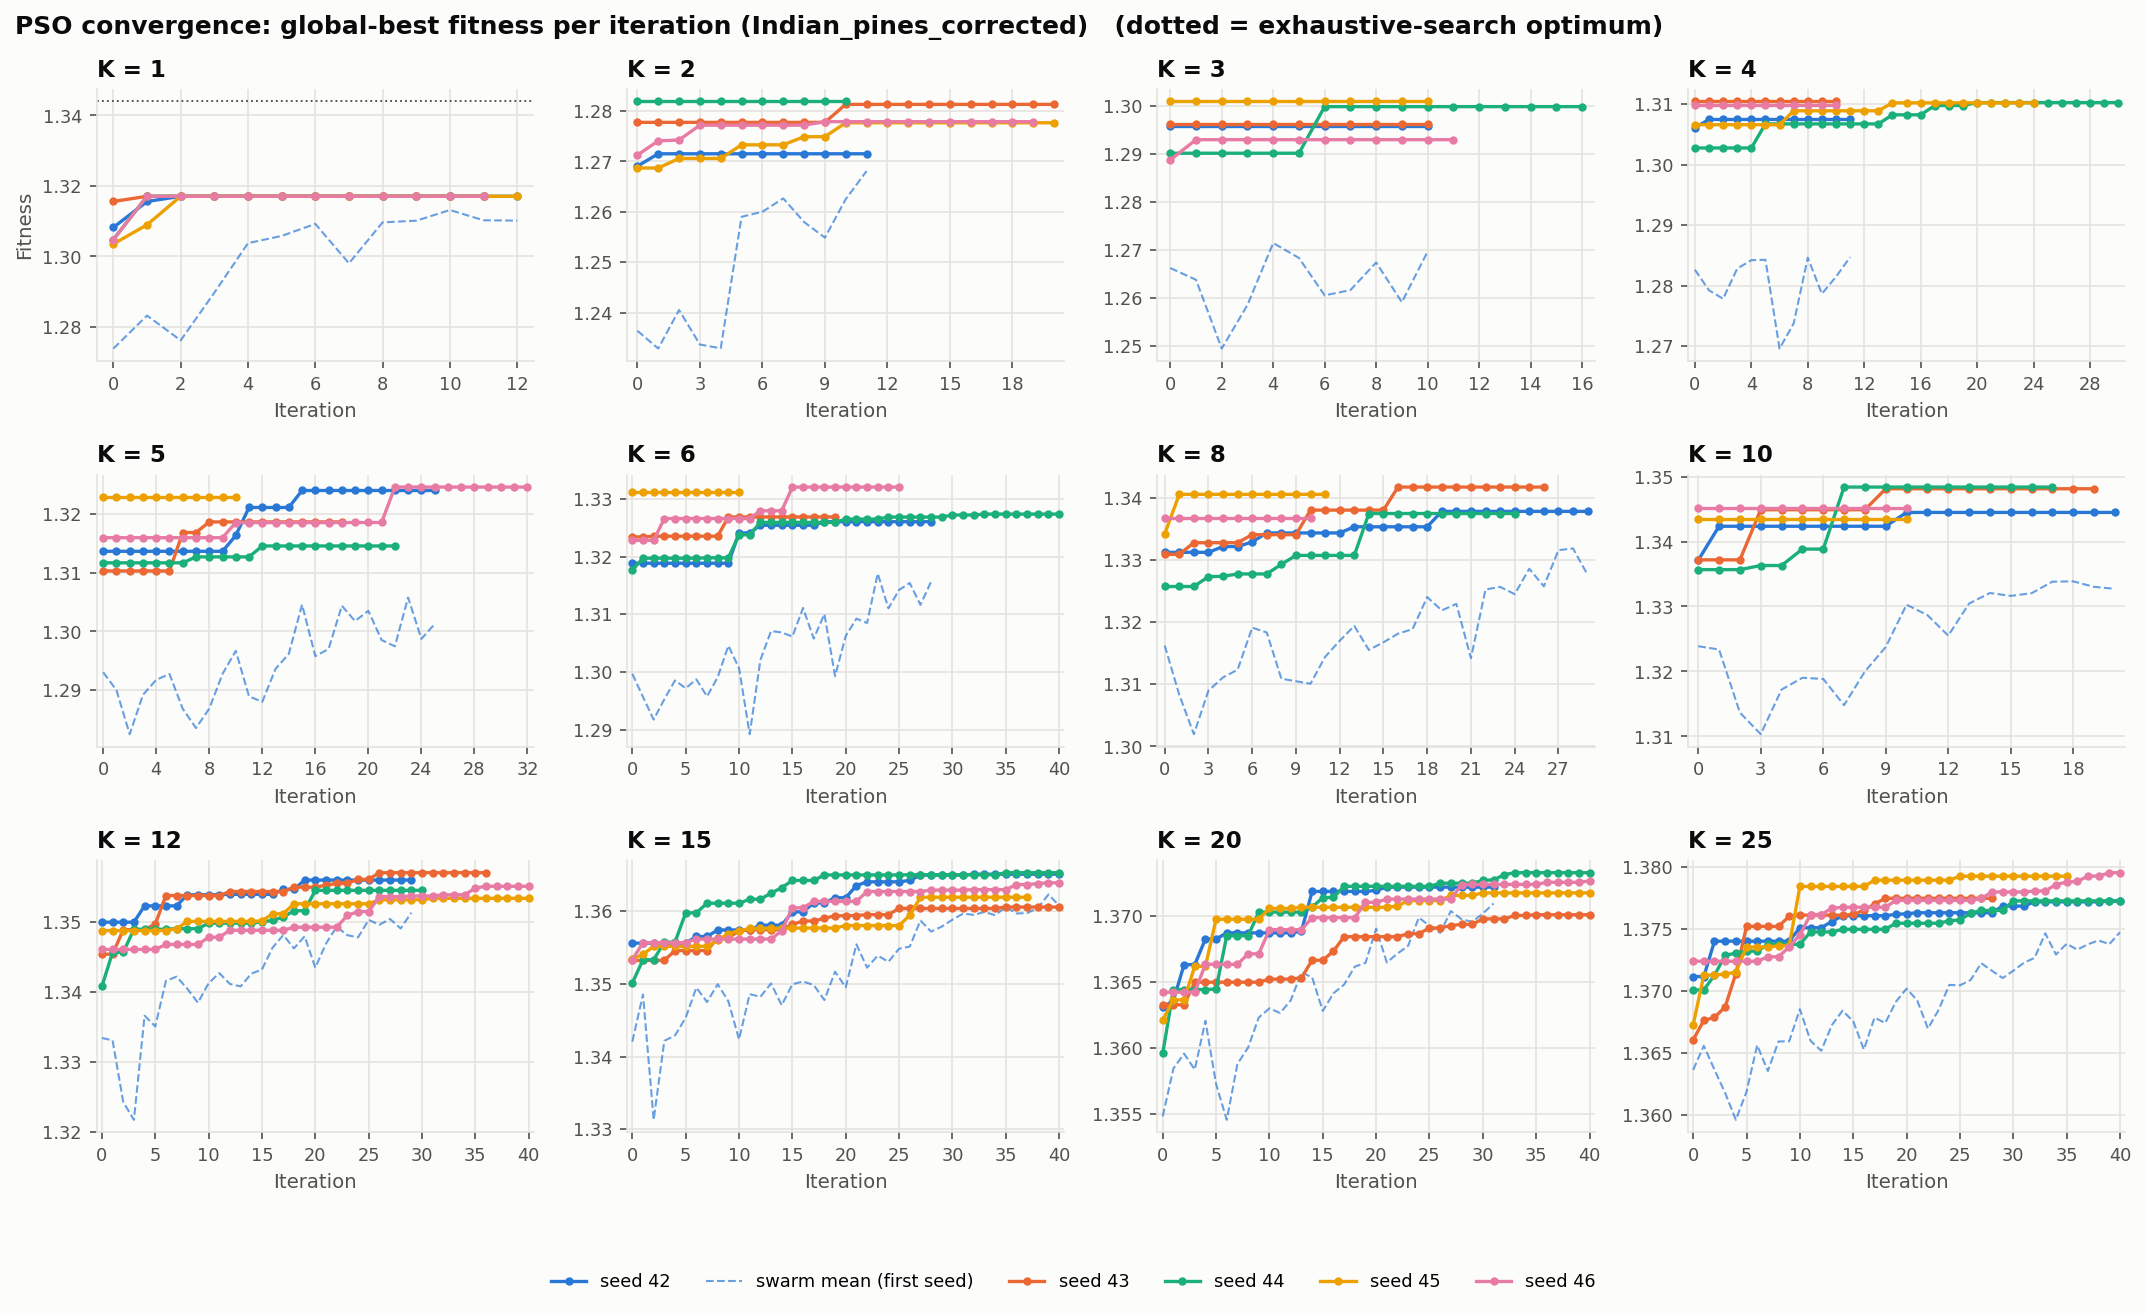 PSO convergence: global-best fitness per iteration (Indian_pines_corrected)   (dotted = exhaustive-search optimum)
K = 1
1.34
1.32
1.30
1.28
Fitness
0 2 4 6 8 10 12
Iteration
K = 2
1.28
1.27
1.26
1.25
1.24
0 3 6 9 12 15 18
Iteration
K = 3
1.30
1.29
1.28
1.27
1.26
1.25
0 2 4 6 8 10 12 14 16
Iteration
K = 4
1.31
1.30
1.29
1.28
1.27
0 4 8 12 16 20 24 28
Iteration
K = 5
1.32
1.31
1.30
1.29
0 4 8 12 16 20 24 28 32
Iteration
K = 6
1.33
1.32
1.31
1.30
1.29
0 5 10 15 20 25 30 35 40
Iteration
K = 8
1.34
1.33
1.32
1.31
1.30
0 3 6 9 12 15 18 21 24 27
Iteration
K = 10
1.35
1.34
1.33
1.32
1.31
0 3 6 9 12 15 18
Iteration
K = 12
1.35
1.34
1.33
1.32
0 5 10 15 20 25 30 35 40
Iteration
K = 15
1.36
1.35
1.34
1.33
0 5 10 15 20 25 30 35 40
Iteration
K = 20
1.370
1.365
1.360
1.355
0 5 10 15 20 25 30 35 40
Iteration
K = 25
1.380
1.375
1.370
1.365
1.360
0 5 10 15 20 25 30 35 40
Iteration
seed 42 swarm mean (first seed) seed 43 seed 44 seed 45 seed 46